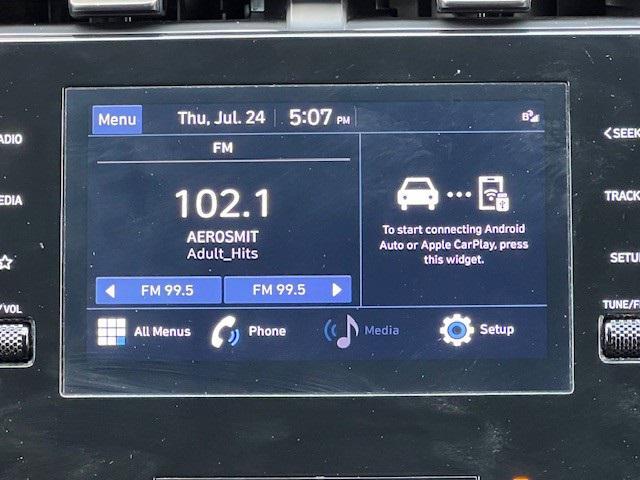 Menu Thu, Jul. 24 5:07 PM B
FM
102.1
AEROSMIT
Adult_Hits
FM 99.5 FM 99.5
To start connecting Android
Auto or Apple CarPlay, press
this widget.
All Menus Phone Media Setup
ADIO
EDIA
/VOL
<SEEK
TRACK
SETU
TUNE/FI